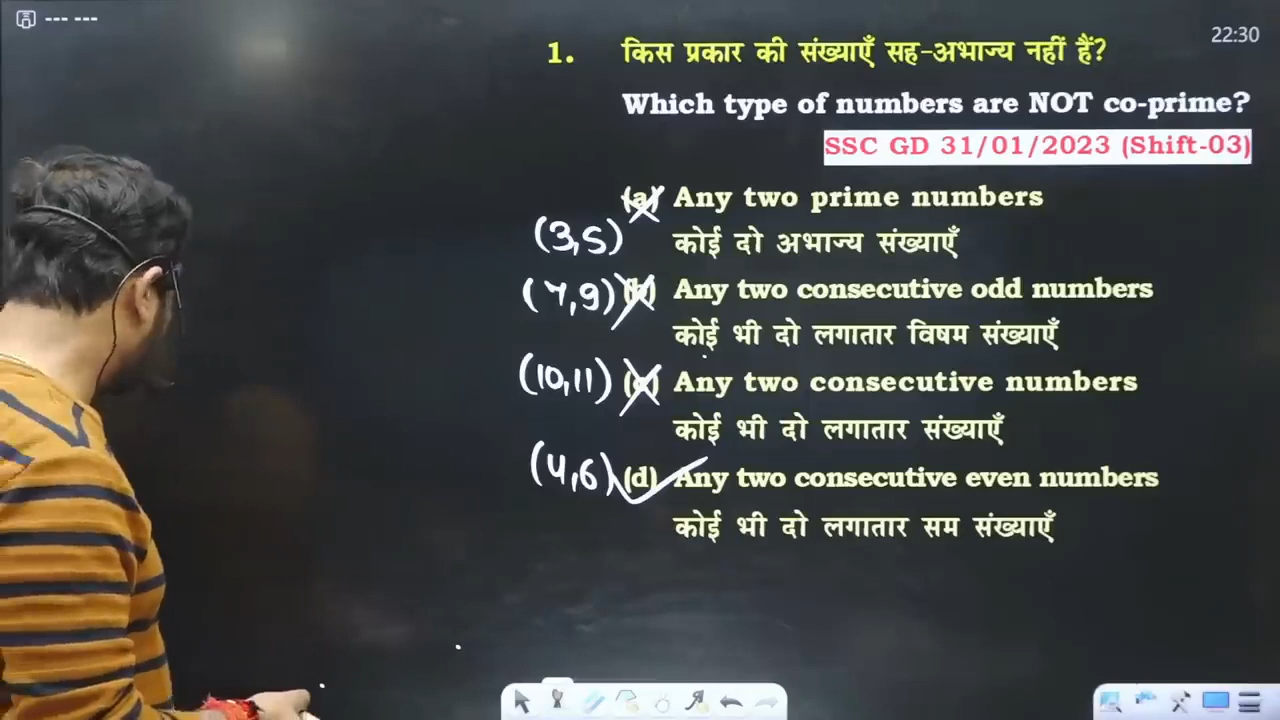 --- ---
22:30
1. किस प्रकार की संख्याएँ सह-अभाज्य नहीं हैं?
Which type of numbers are NOT co-prime?
SSC GD 31/01/2023 (Shift-03)
(a) Any two prime numbers
(3,5)
कोई दो अभाज्य संख्याएँ
(7,9) (b) Any two consecutive odd numbers
कोई भी दो लगातार विषम संख्याएँ
(10,11) (c) Any two consecutive numbers
कोई भी दो लगातार संख्याएँ
(4,6) (d) Any two consecutive even numbers
कोई भी दो लगातार सम संख्याएँ